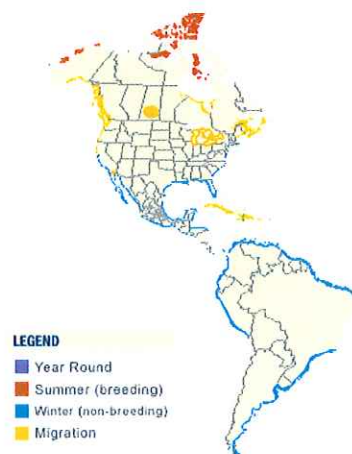 LEGEND
Year Round
Summer (breeding)
Winter (non-breeding)
Migration